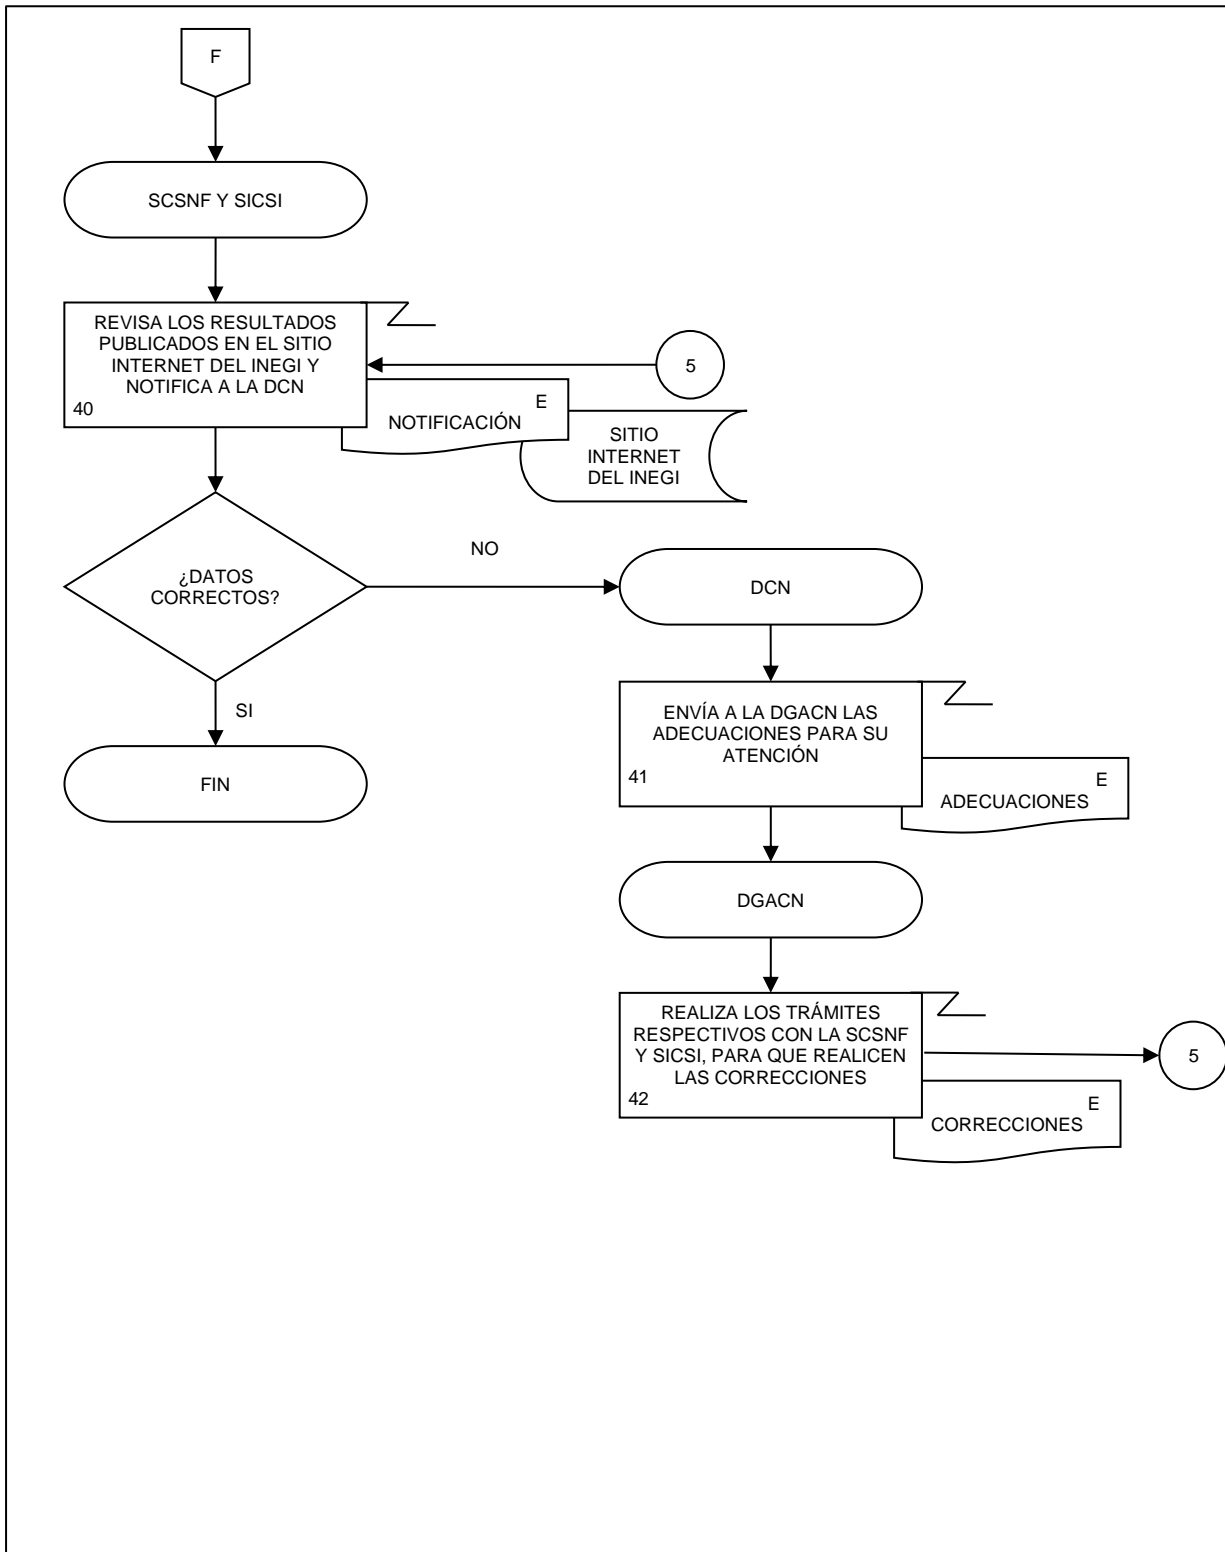 F
SCSNF Y SICSI
REVISA LOS RESULTADOS
PUBLICADOS EN EL SITIO
INTERNET DEL INEGI Y
NOTIFICA A LA DCN
40
5
E
NOTIFICACIÓN
SITIO
INTERNET
DEL INEGI
¿DATOS
CORRECTOS?
NO
DCN
SI
FIN
ENVÍA A LA DGACN LAS
ADECUACIONES PARA SU
ATENCIÓN
41
E
ADECUACIONES
DGACN
REALIZA LOS TRÁMITES
RESPECTIVOS CON LA SCSNF
Y SICSI, PARA QUE REALICEN
LAS CORRECCIONES
42
5
E
CORRECCIONES